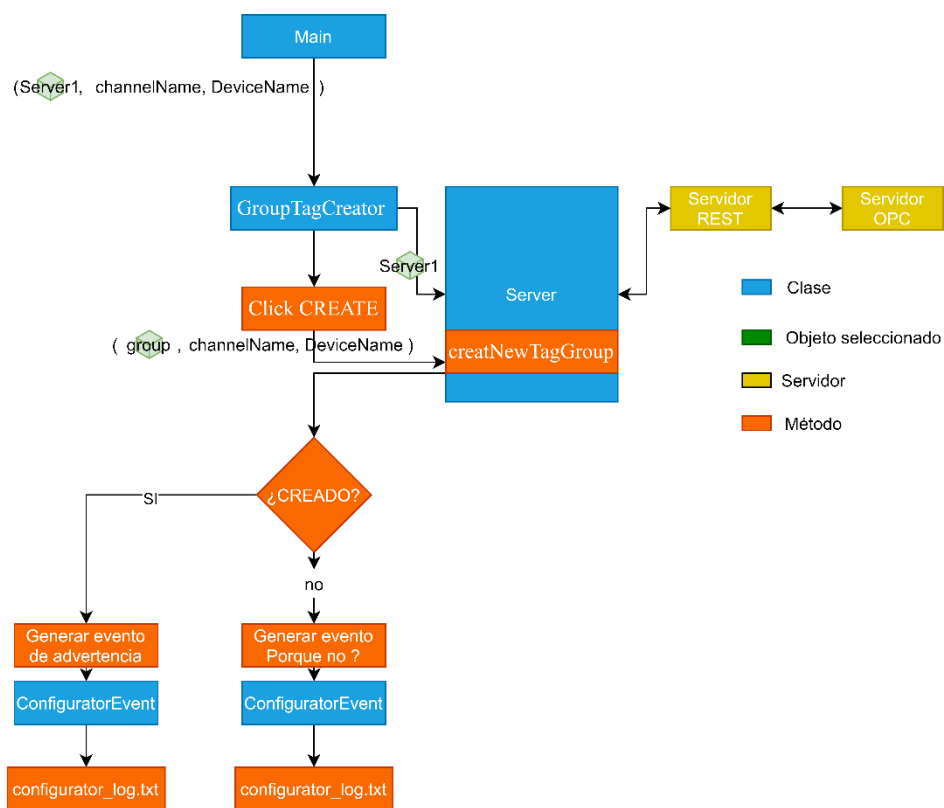 Main
(Server1, channelName, DeviceName )
GroupTagCreator
Server1
Click CREATE
( group , channelName, DeviceName )
Server
creatNewTagGroup
Servidor
REST
Servidor
OPC
Clase
Objeto seleccionado
Servidor
Método
¿CREADO?
SI
no
Generar evento
de advertencia
Generar evento
Porque no ?
ConfiguratorEvent
ConfiguratorEvent
configurator_log.txt
configurator_log.txt